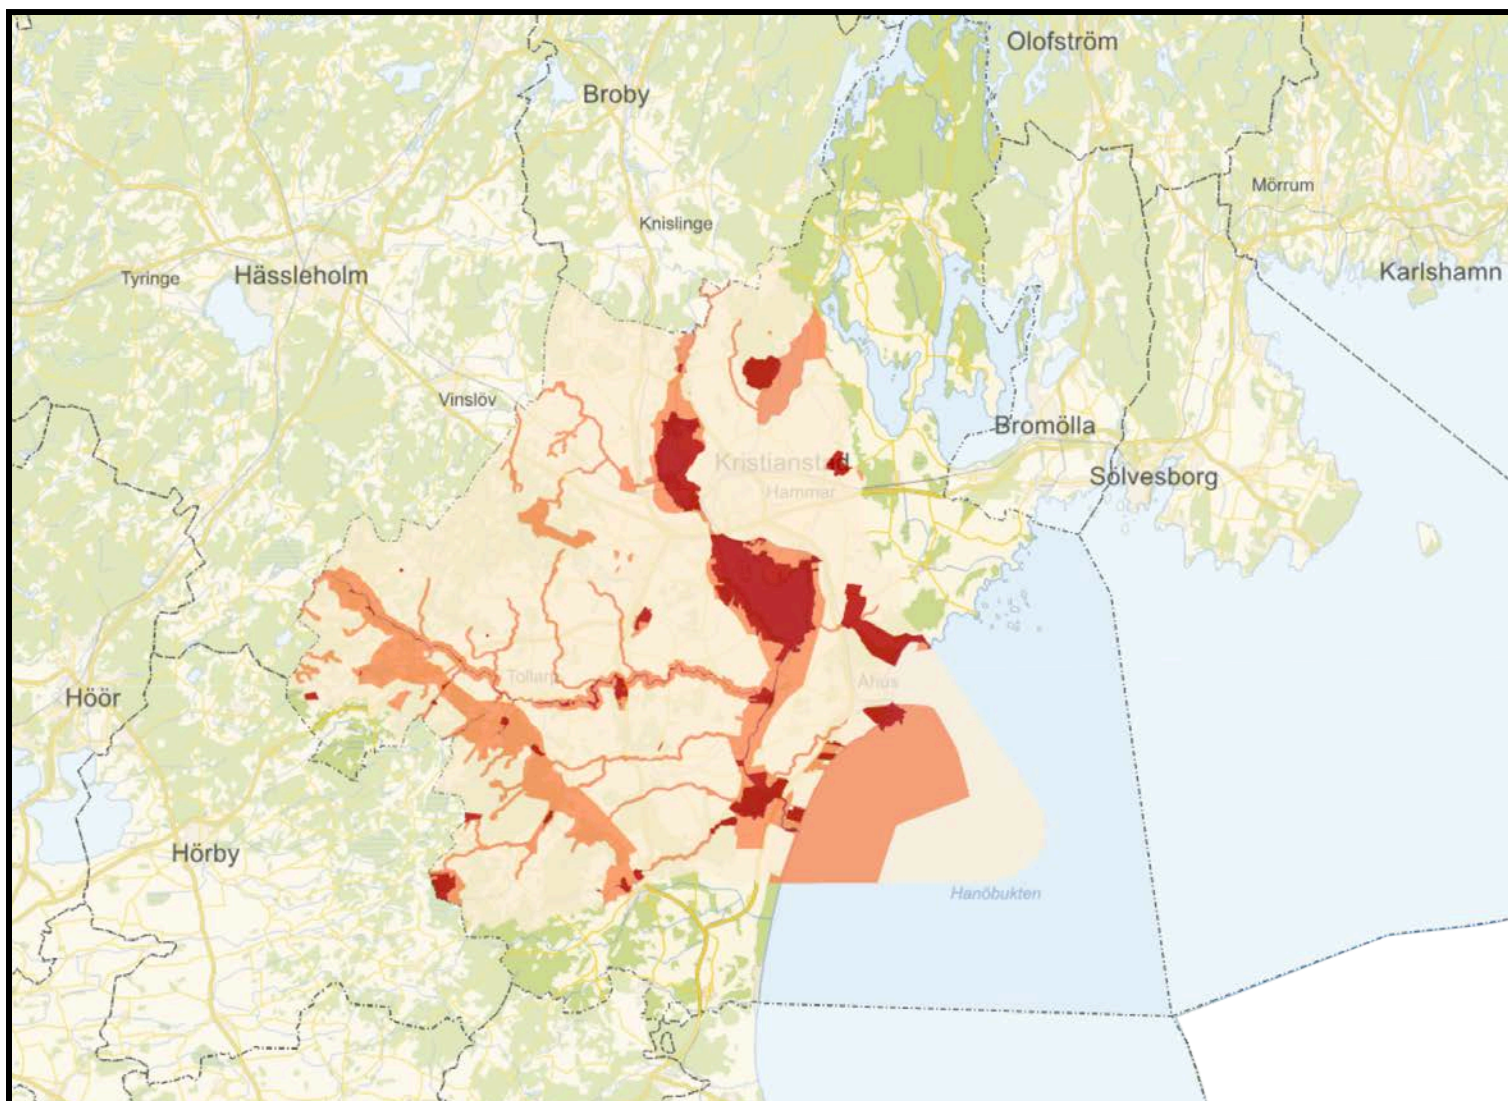 Olofström
Broby
Mörrum
Knislinge
Karlshamn
Tyringe
Hässleholm
Vinslöv
Bromölla
Kristianstad
Sölvesborg
Hammar
Tollarp
Åhus
Höör
Hörby
Hanöbukten